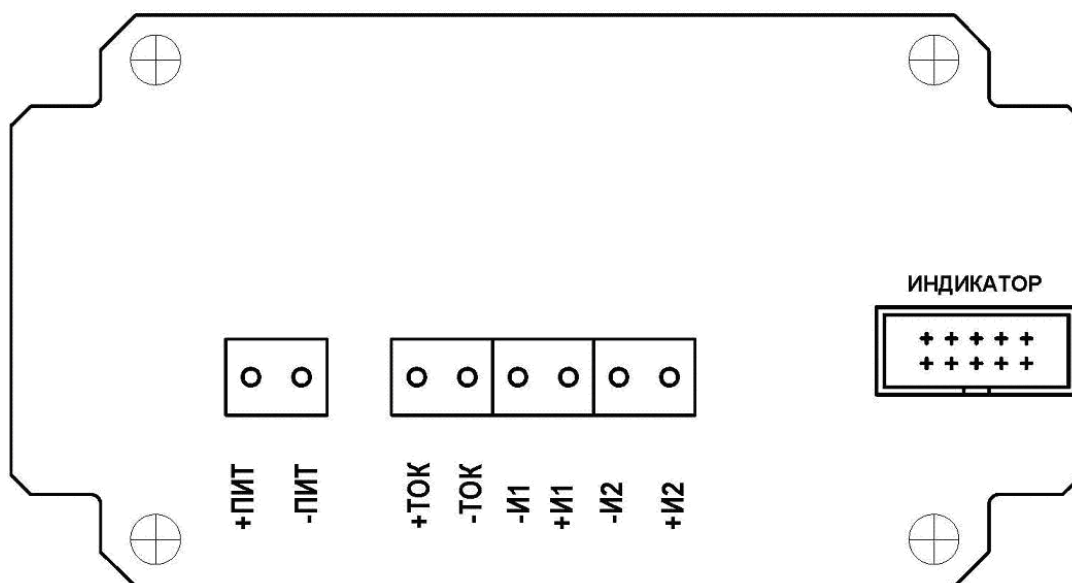 ИНДИКАТОР
+ПИТ
-ПИТ
+ТОК
-ТОК
-И1
+И1
-И2
+И2